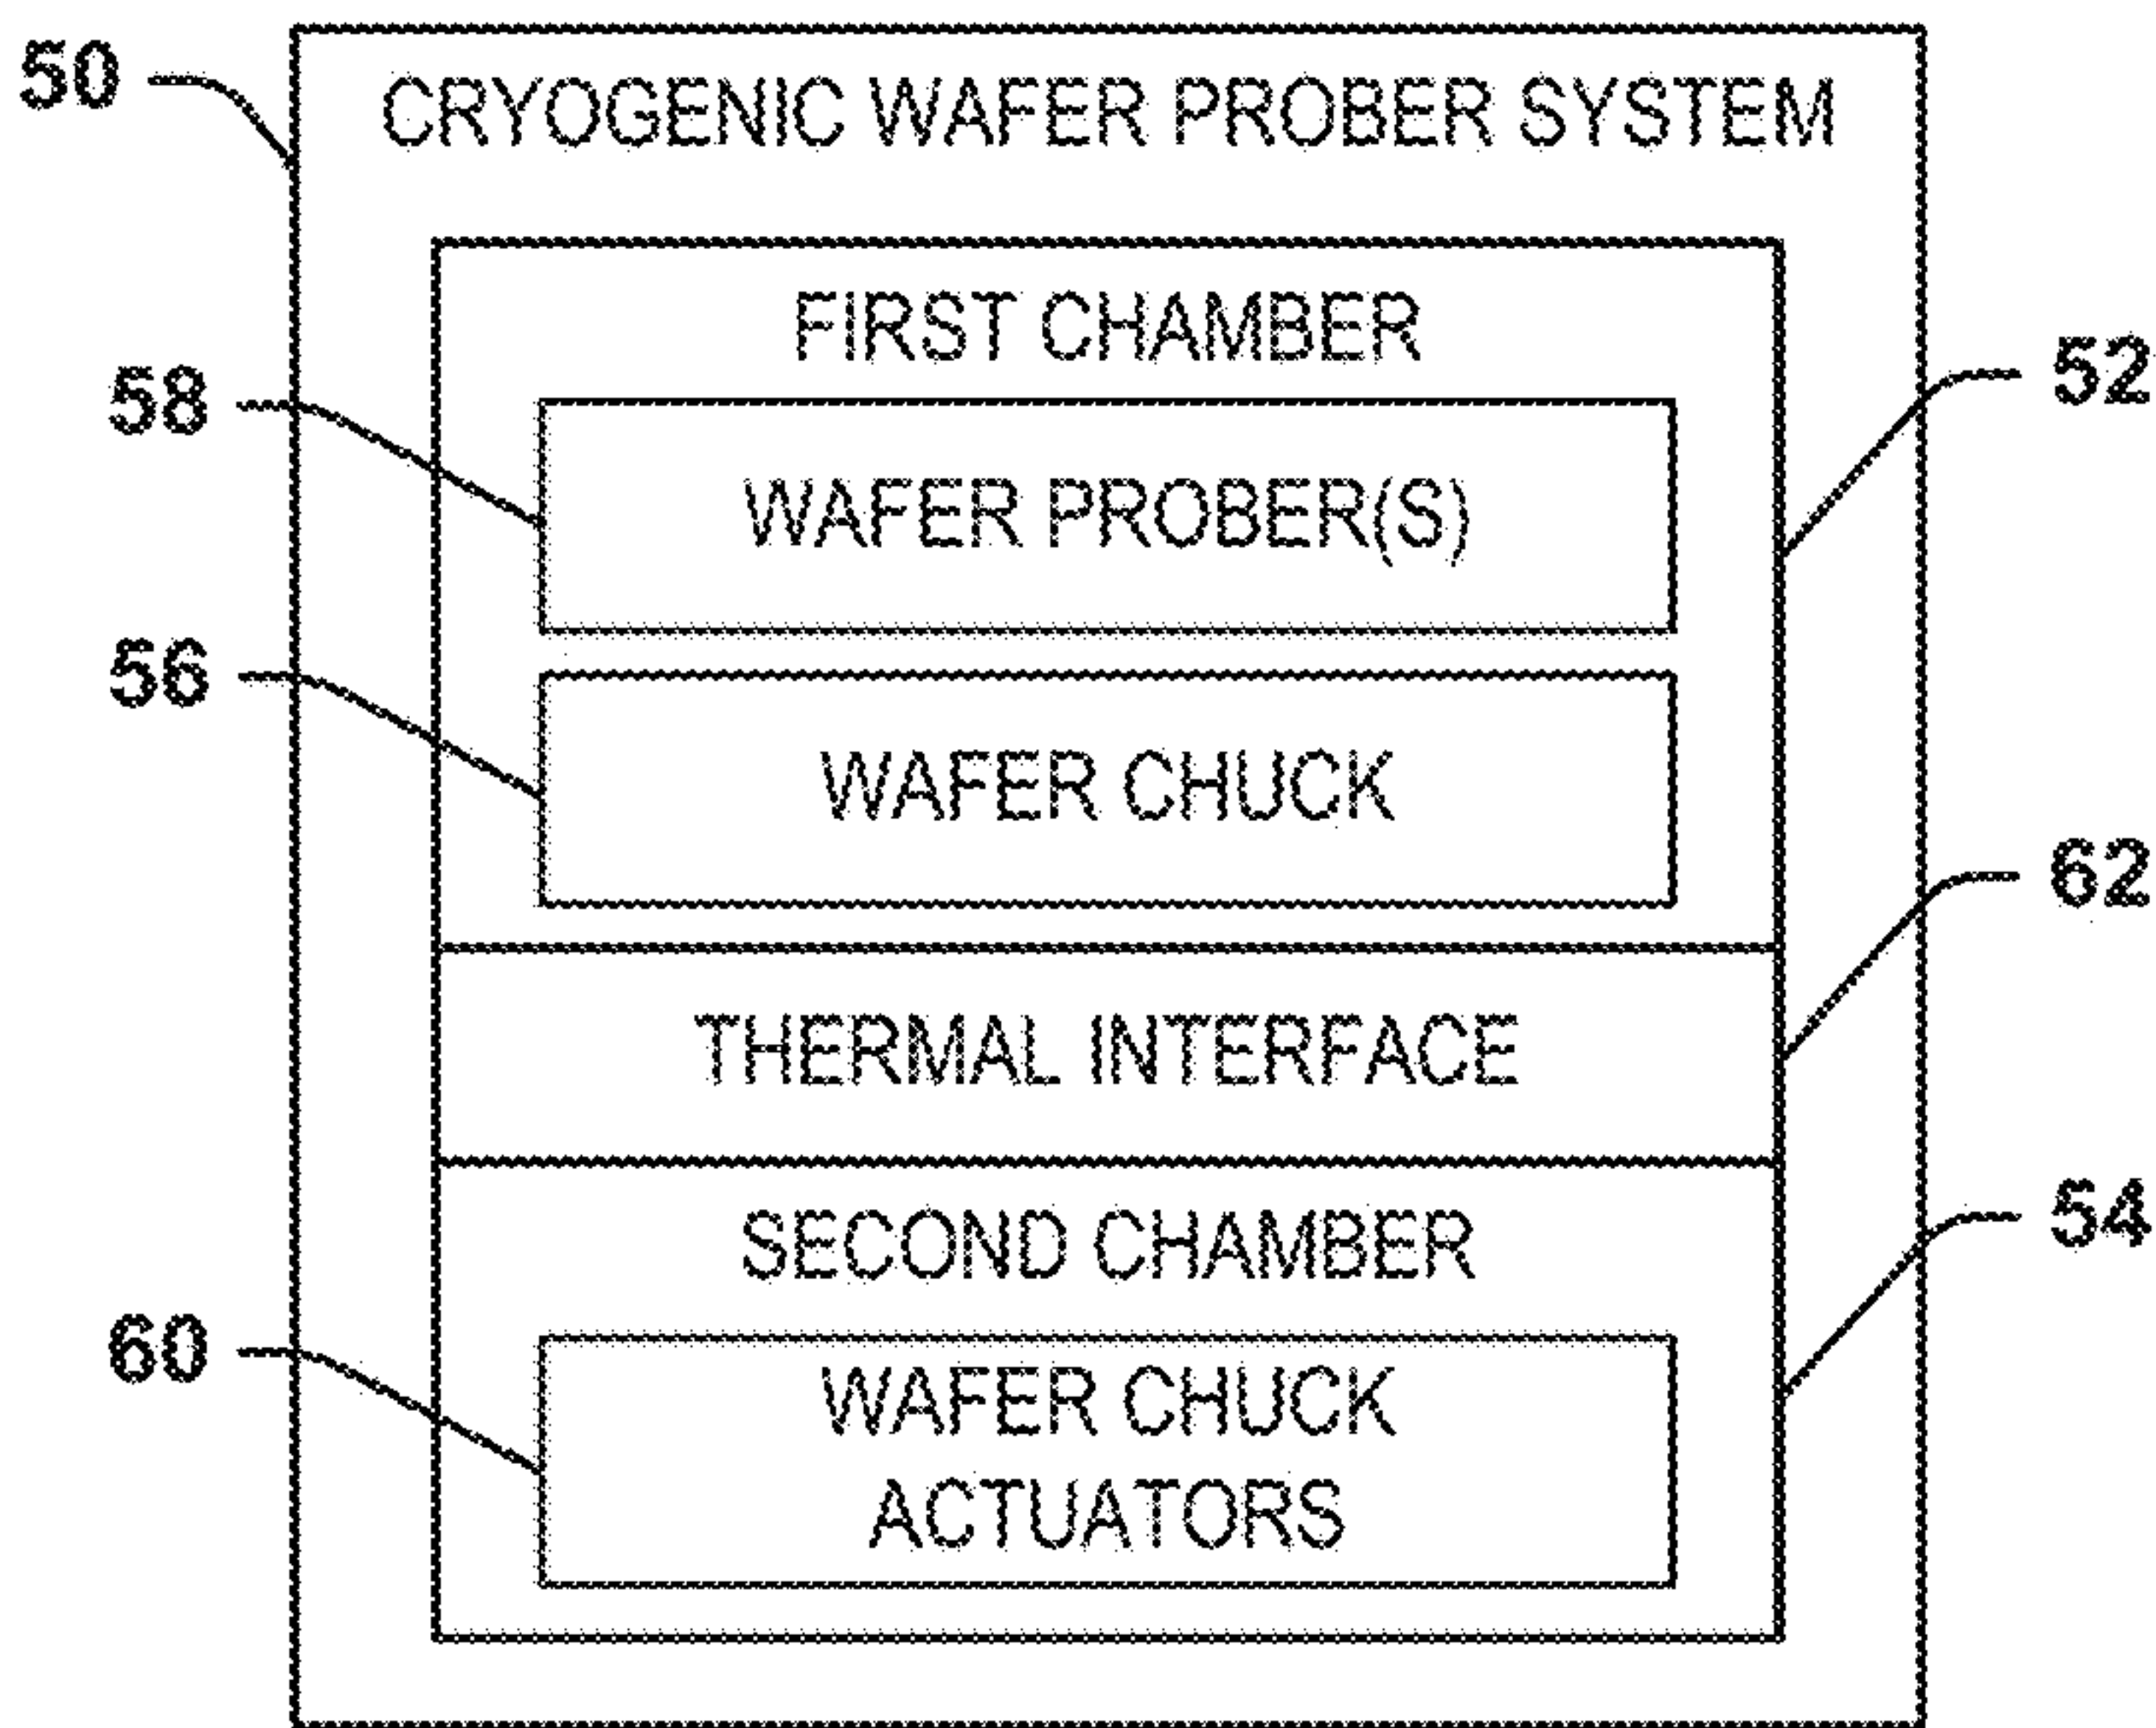 50
CRYOGENIC WAFER PROBER SYSTEM
FIRST CHAMBER
52
58
WAFER PROBER(S)
56
WAFER CHUCK
62
THERMAL INTERFACE
54
SECOND CHAMBER
60
WAFER CHUCK
ACTUATORS